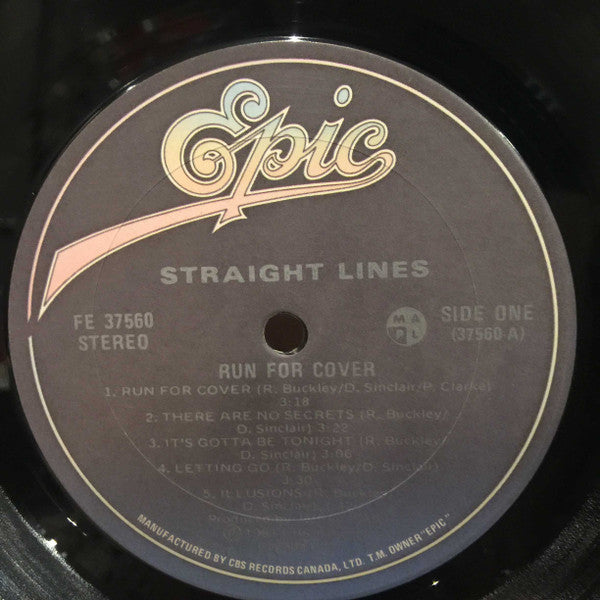 Epic
STRAIGHT LINES
FE 37560
STEREO
M A P L
SIDE ONE
(37560 A)
RUN FOR COVER
1. RUN FOR COVER (R. Buckley/D. Sinclair/P. Clarke)
3:18
2. THERE ARE NO SECRETS (R. Buckley/
D. Sinclair) 3:22
3. IT'S GOTTA BE TONIGHT (R. Buckley/
D. Sinclair) 3:06
4. LETTING GO (R. Buckley/D. Sinclair)
3:30
5. ILLUSIONS (R. Buckley/
D. Sinclair)
MANUFACTURED BY CBS RECORDS CANADA, LTD. T.M. OWNER "EPIC"